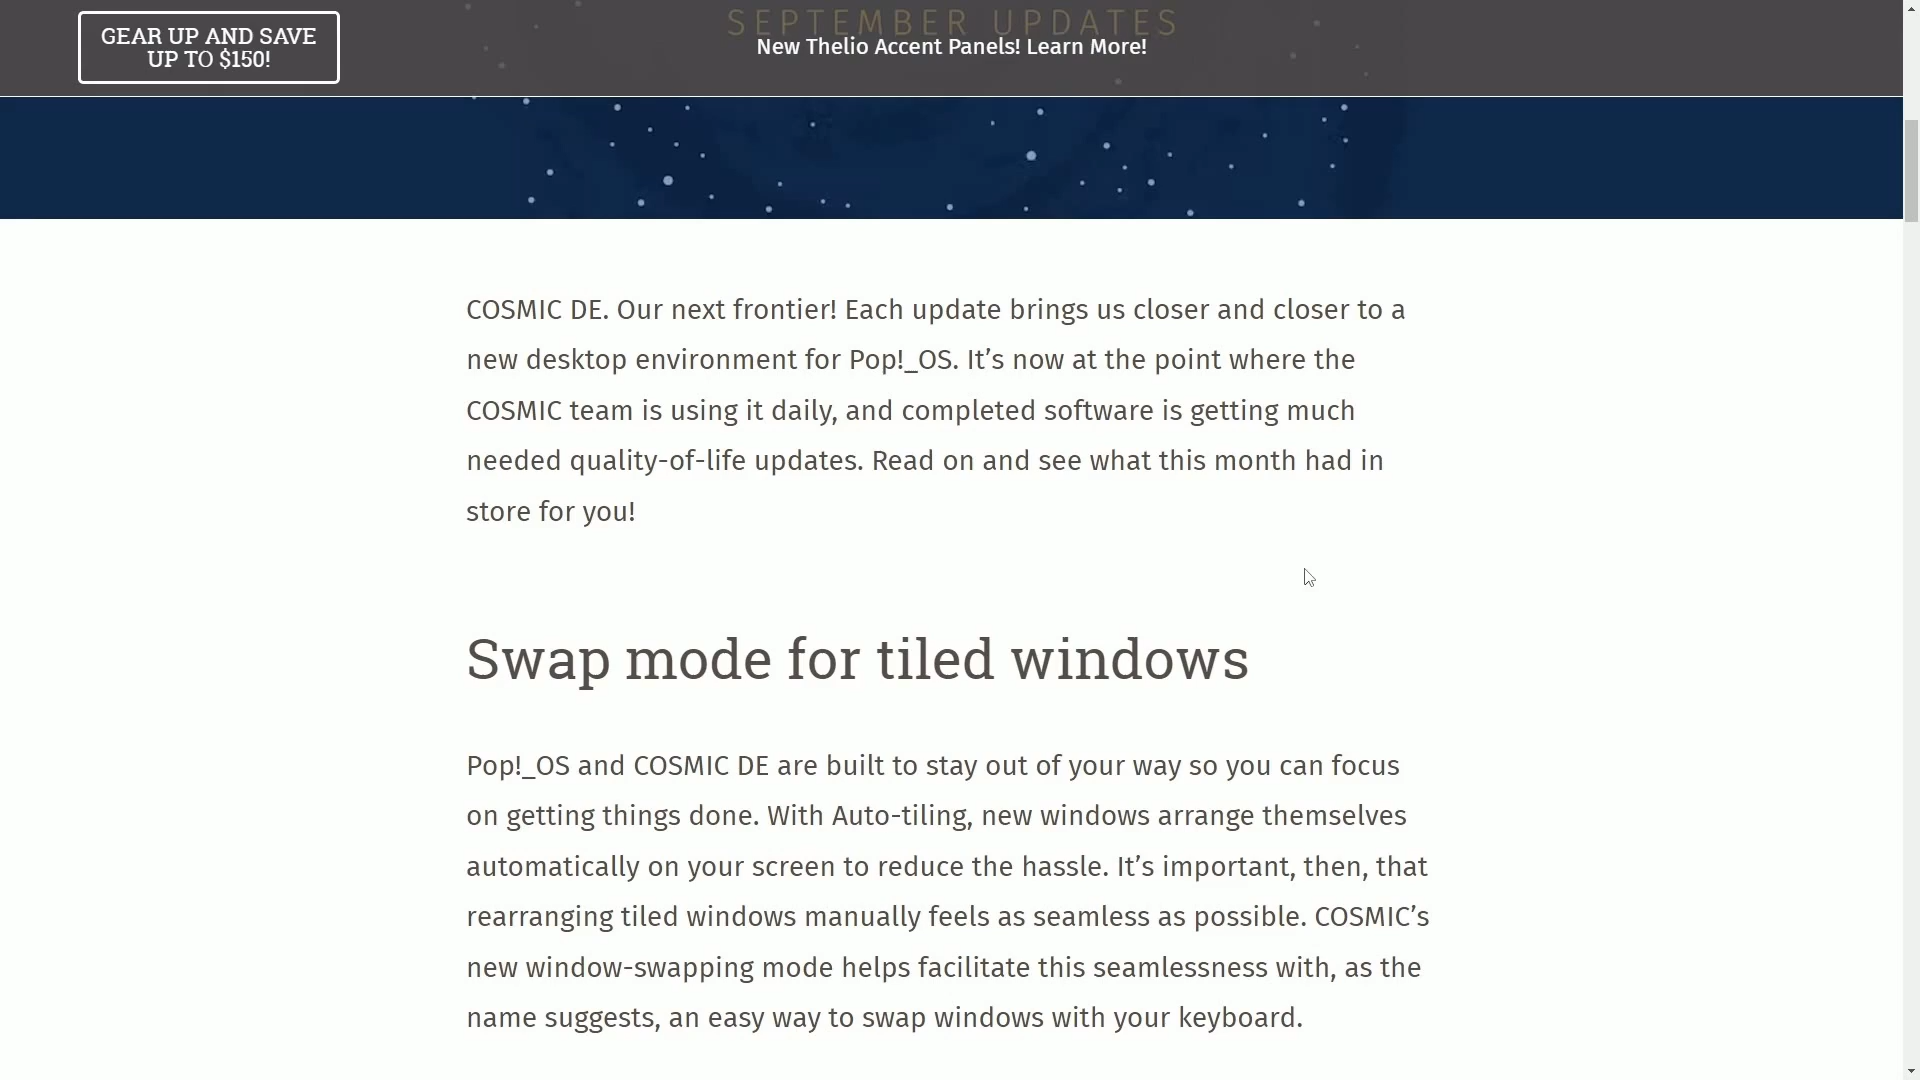 GEAR UP AND SAVE
UP TO $150!
SEPTEMBER UPDATES
New Thelio Accent Panels! Learn More!
COSMIC DE. Our next frontier! Each update brings us closer and closer to a
new desktop environment for Pop!_OS. It’s now at the point where the
COSMIC team is using it daily, and completed software is getting much
needed quality-of-life updates. Read on and see what this month had in
store for you!
Swap mode for tiled windows
Pop!_OS and COSMIC DE are built to stay out of your way so you can focus
on getting things done. With Auto-tiling, new windows arrange themselves
automatically on your screen to reduce the hassle. It’s important, then, that
rearranging tiled windows manually feels as seamless as possible. COSMIC’s
new window-swapping mode helps facilitate this seamlessness with, as the
name suggests, an easy way to swap windows with your keyboard.